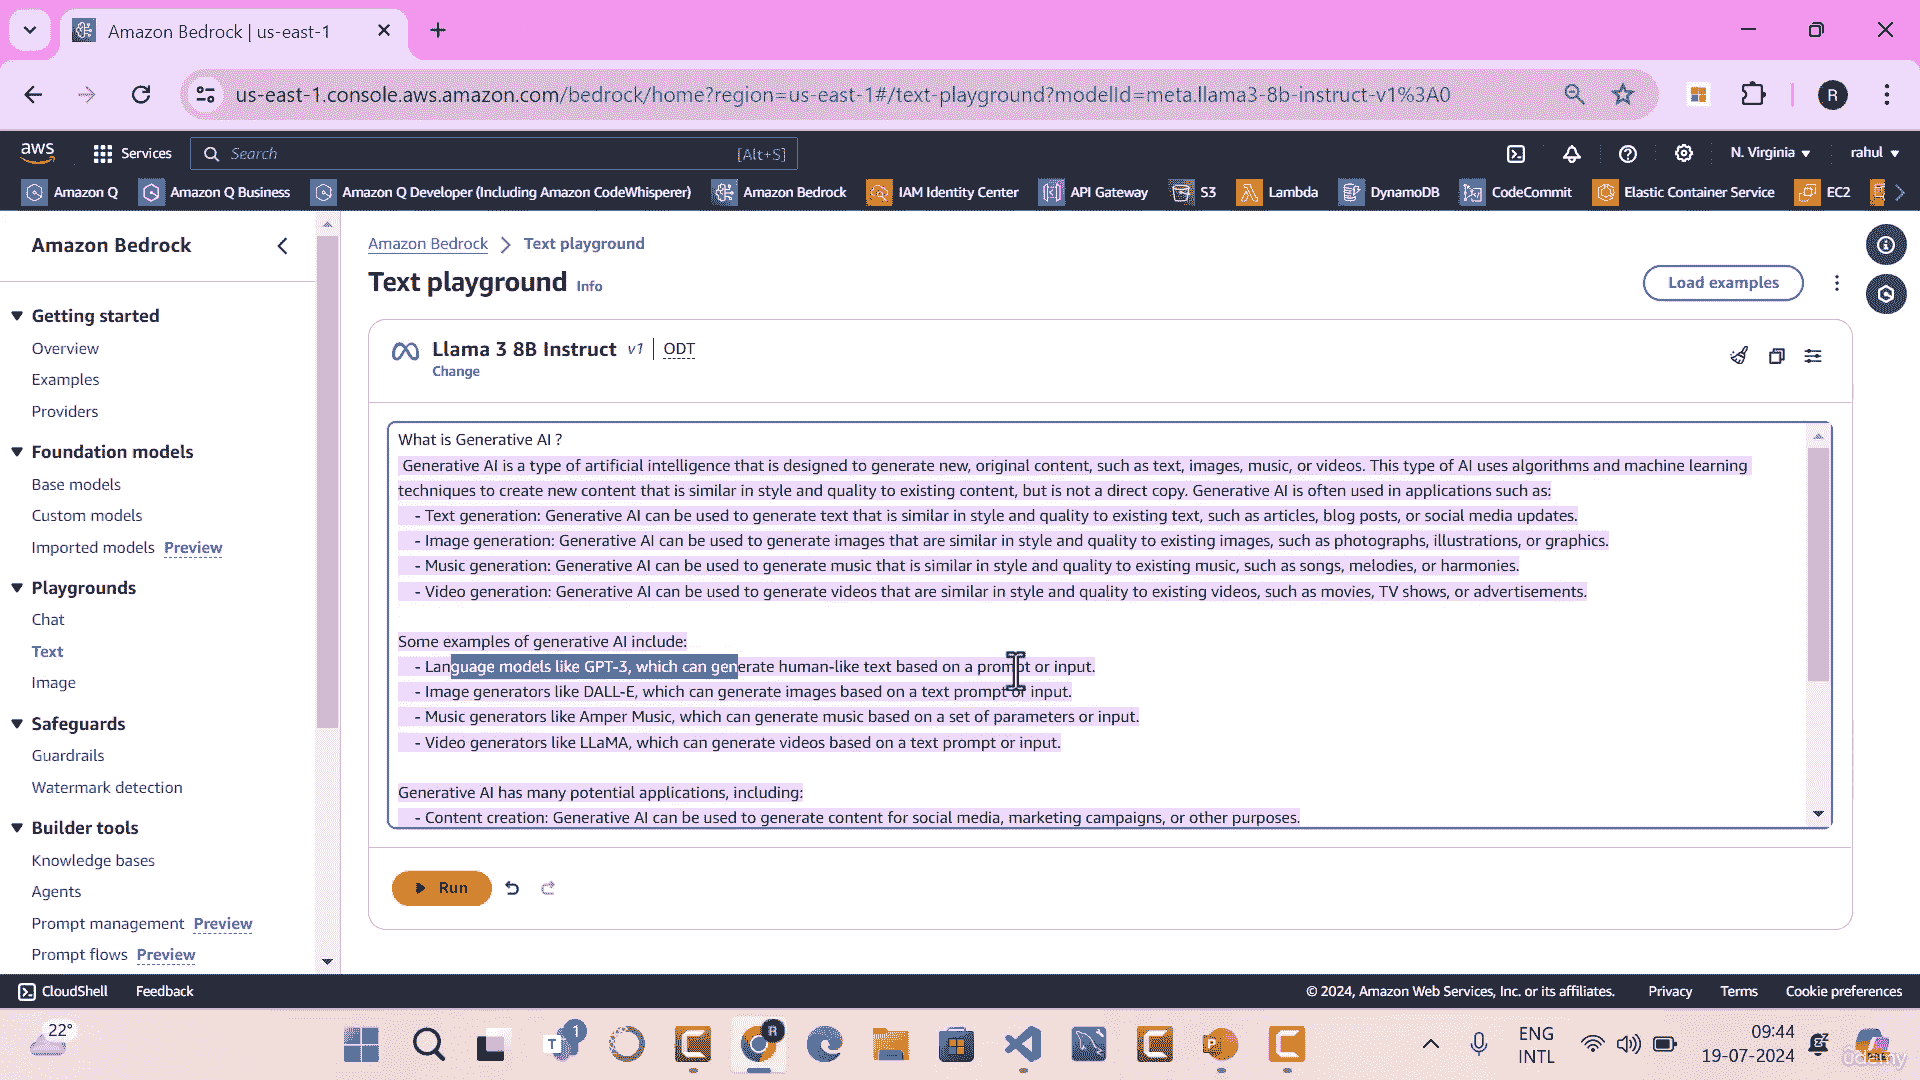 Amazon Bedrock | us-east-1
us-east-1.console.aws.amazon.com/bedrock/home?region=us-east-1#/text-playground?modelId=meta.llama3-8b-instruct-v1%3A0
R
aws
Services
Search
[Alt+S]
N. Virginia
rahul
Amazon Q
Amazon Q Business
Amazon Q Developer (Including Amazon CodeWhisperer)
Amazon Bedrock
IAM Identity Center
API Gateway
S3
Lambda
DynamoDB
CodeCommit
Elastic Container Service
EC2
Amazon Bedrock
Getting started
Overview
Examples
Providers
Foundation models
Base models
Custom models
Imported models Preview
Playgrounds
Chat
Text
Image
Safeguards
Guardrails
Watermark detection
Builder tools
Knowledge bases
Agents
Prompt management Preview
Prompt flows Preview
Amazon Bedrock > Text playground
Text playground Info
Load examples
Llama 3 8B Instruct v1 | ODT
Change
What is Generative AI ?
Generative AI is a type of artificial intelligence that is designed to generate new, original content, such as text, images, music, or videos. This type of AI uses algorithms and machine learning
techniques to create new content that is similar in style and quality to existing content, but is not a direct copy. Generative AI is often used in applications such as:
- Text generation: Generative AI can be used to generate text that is similar in style and quality to existing text, such as articles, blog posts, or social media updates.
- Image generation: Generative AI can be used to generate images that are similar in style and quality to existing images, such as photographs, illustrations, or graphics.
- Music generation: Generative AI can be used to generate music that is similar in style and quality to existing music, such as songs, melodies, or harmonies.
- Video generation: Generative AI can be used to generate videos that are similar in style and quality to existing videos, such as movies, TV shows, or advertisements.
Some examples of generative AI include:
- Language models like GPT-3, which can generate human-like text based on a prompt or input.
- Image generators like DALL-E, which can generate images based on a text prompt or input.
- Music generators like Amper Music, which can generate music based on a set of parameters or input.
- Video generators like LLaMA, which can generate videos based on a text prompt or input.
Generative AI has many potential applications, including:
- Content creation: Generative AI can be used to generate content for social media, marketing campaigns, or other purposes.
Run
CloudShell
Feedback
© 2024, Amazon Web Services, Inc. or its affiliates.
Privacy
Terms
Cookie preferences
22°
1
R
ENG
INTL
09:44
19-07-2024
ûdemy